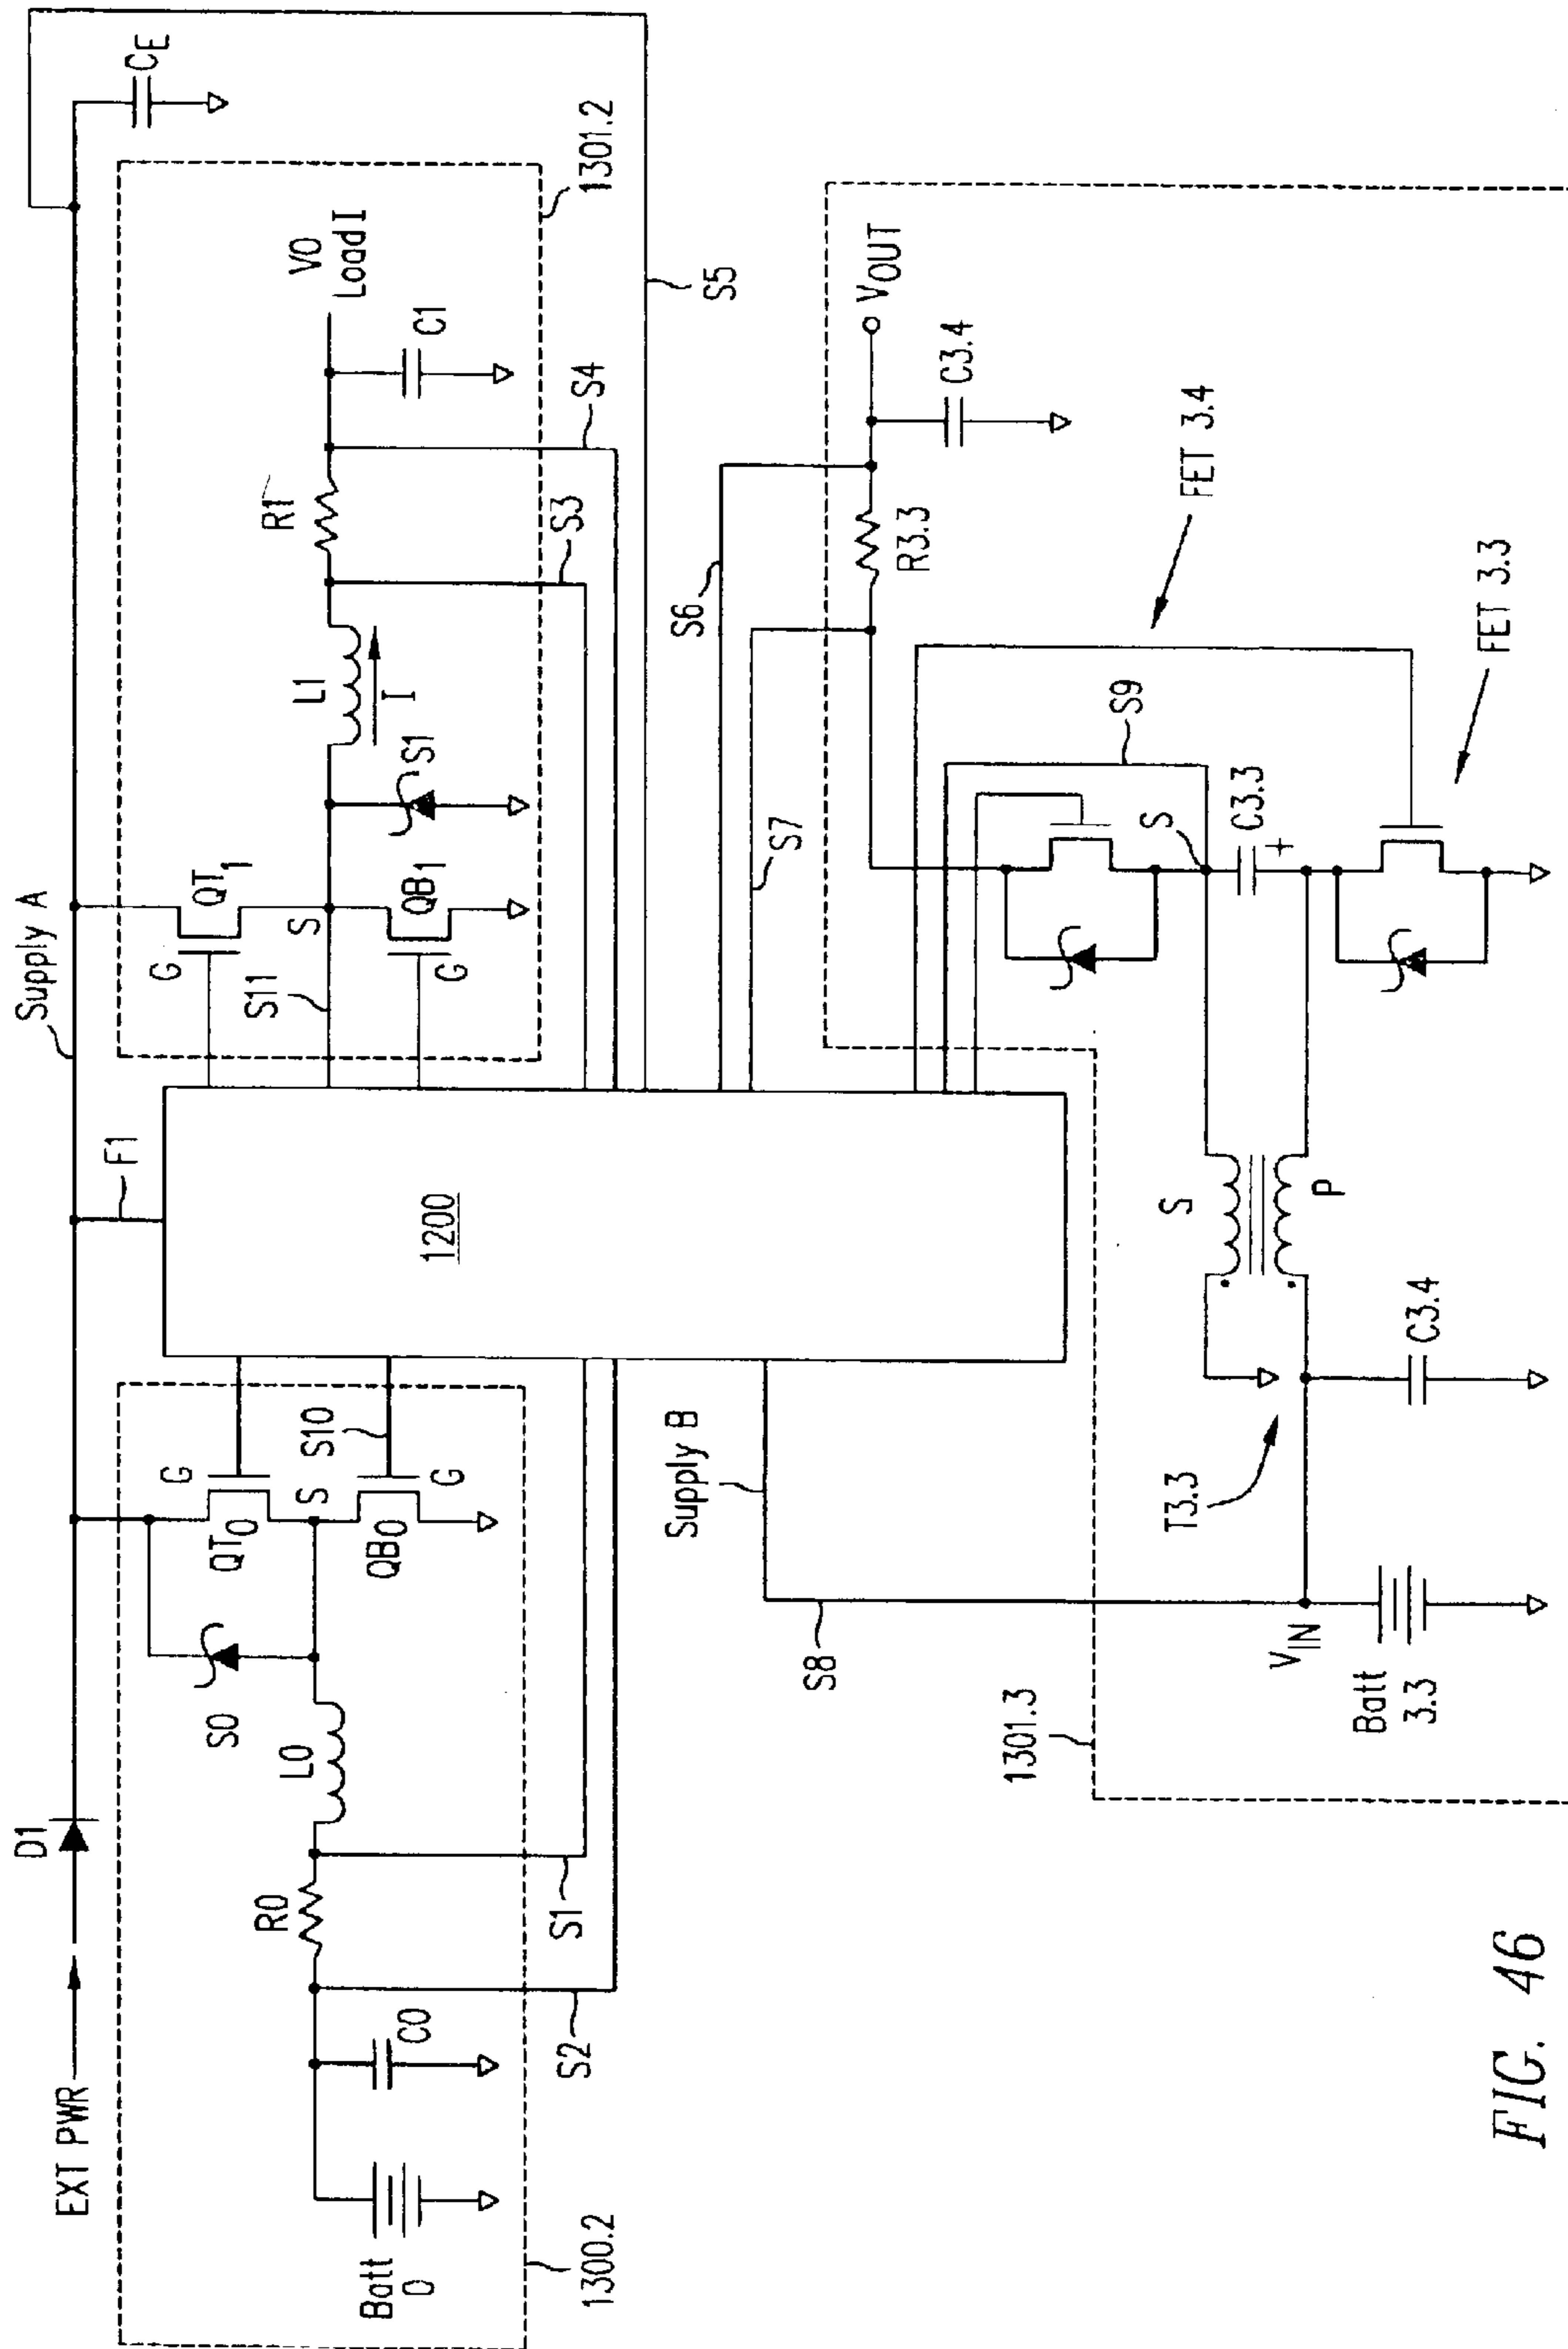 EXT PWR
D1
Supply A
CE
F1
1300.2
Batt
0
C0
R0
L0
S0
QT0
G
S
S10
QB0
G
S1
S2
1200
1301.2
G
QT1
S11
S
QB1
G
S1
L1
I
R1
V0
Load I
C1
S3
S4
S5
Supply B
S8
S6
S7
1301.3
VOUT
R3.3
C3.4
FET 3.4
S9
S
C3.3
+
FET 3.3
S
P
T3.3
C3.4
VIN
Batt
3.3
FIG. 46